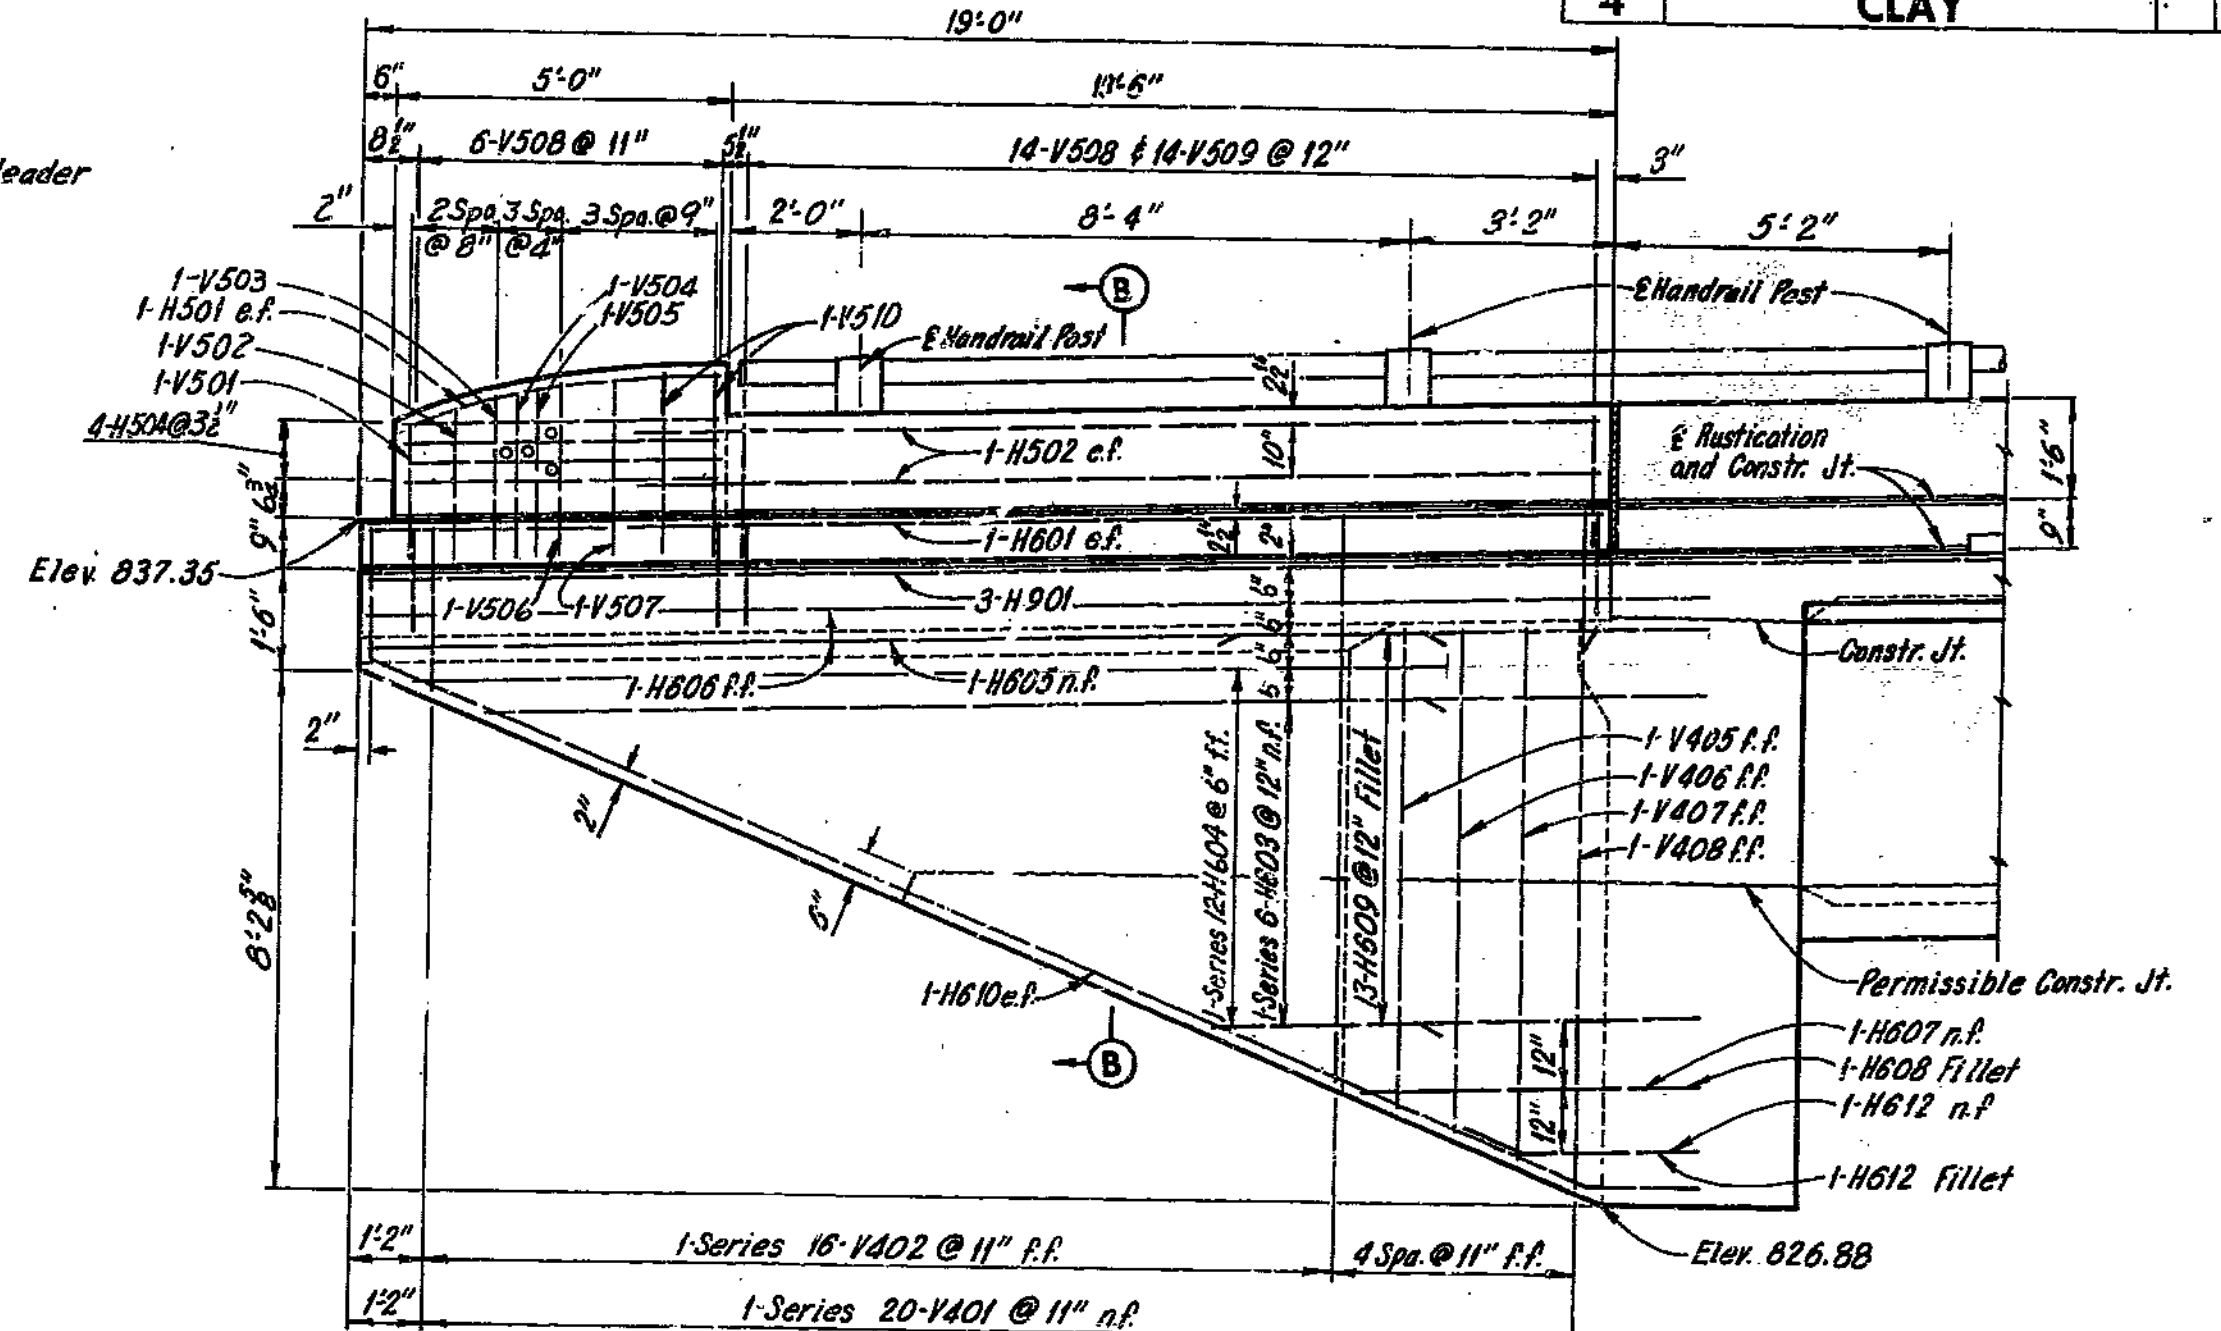 4 CLAY
19'-0"
6" 5'-0" 13'-6"
8½" 6-V508 @ 11" 5½" 14-V508 & 14-V509 @ 12" 3"
leader
2" 2 Spa. 3 Spa. 3 Spa. @ 9" 2'-0" 8'-4" 3'-2" 5'-2"
@ 8" @ 4"
1-V503
1-H501 e.f.
1-V502
1-V501
4-H504 @ 3½"
1-V504
1-V505
1-V510
B
℄ Handrail Post
℄ Handrail Post
2½"
10"
1-H502 e.f.
℄ Rustication
and Constr. Jt.
1'-6"
9"
6¾"
9"
1'-6"
Elev. 837.35
1-H601 e.f.
2½" 2"
1-V506 1-V507
3-H901
6"
6"
6"
Constr. Jt.
1-H606 f.f. 1-H605 n.f.
2"
2"
8'-2⅝"
1-Series 12-H604 @ 6" f.f.
1-Series 6-H603 @ 12" n.f.
13-H609 @ 12" Fillet
1-V405 f.f.
1-V406 f.f.
1-V407 f.f.
1-V408 f.f.
1-H610 e.f.
B
Permissible Constr. Jt.
12"
12"
1-H607 n.f.
1-H608 Fillet
1-H612 n.f
1-H612 Fillet
Elev. 826.88
1'-2" 1-Series 16-V402 @ 11" f.f. 4 Spa. @ 11" f.f.
1'-2" 1-Series 20-V401 @ 11" n.f.